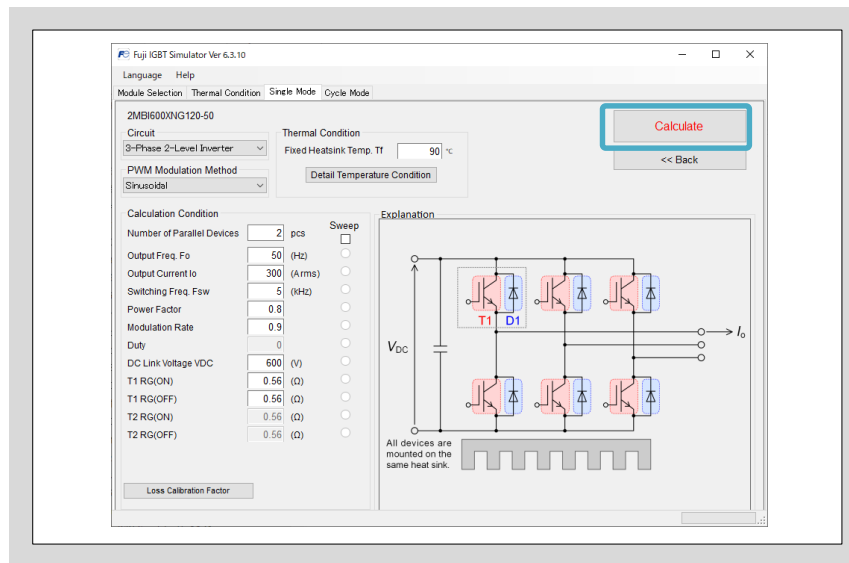 Fuji IGBT Simulator Ver 6.3.10
Language Help
Module Selection Thermal Condition Single Mode Cycle Mode
2MBI600XNG120-50
Circuit
3-Phase 2-Level Inverter
PWM Modulation Method
Sinusoidal
Thermal Condition
Fixed Heatsink Temp. Tf 90 ℃
Detail Temperature Condition
Calculate
<< Back
Calculation Condition
Sweep
Number of Parallel Devices 2 pcs
Output Freq. Fo 50 (Hz)
Output Current Io 300 (Arms)
Switching Freq. Fsw 5 (kHz)
Power Factor 0.8
Modulation Rate 0.9
Duty 0
DC Link Voltage VDC 600 (V)
T1 RG(ON) 0.56 (Ω)
T1 RG(OFF) 0.56 (Ω)
T2 RG(ON) 0.56 (Ω)
T2 RG(OFF) 0.56 (Ω)
Loss Calibration Factor
Explanation
T1 D1
VDC
Io
All devices are
mounted on the
same heat sink.